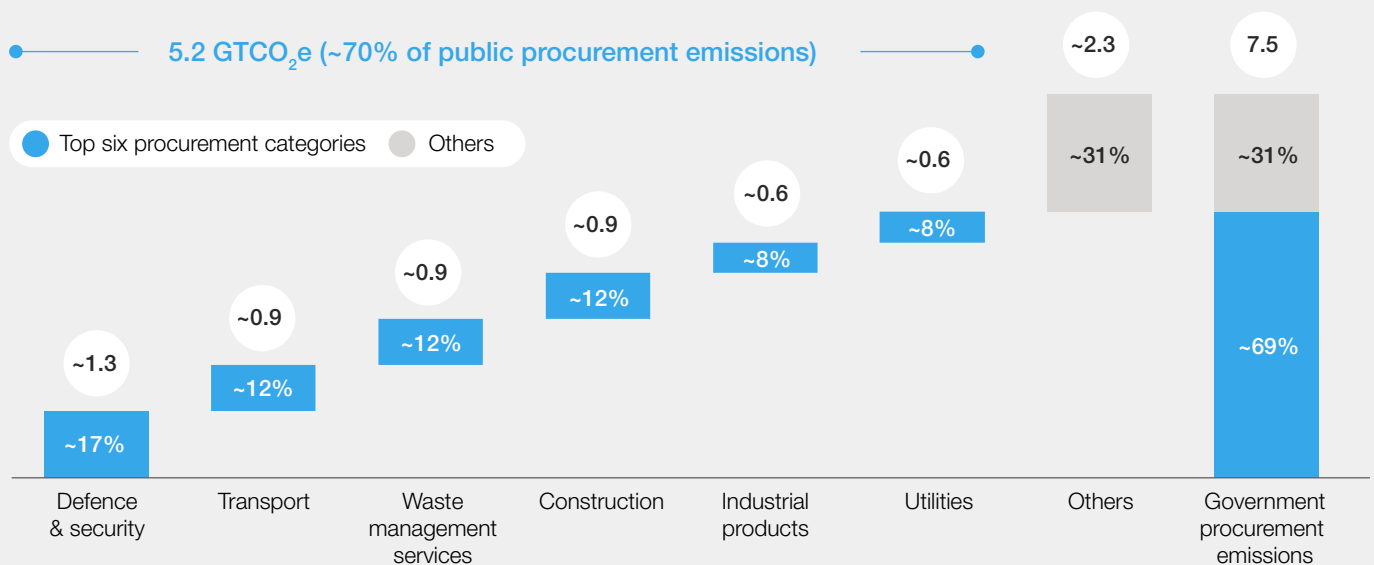 5.2 GTCO₂e (~70% of public procurement emissions)
~2.3
7.5
Top six procurement categories
Others
~1.3
~0.9
~0.9
~0.9
~0.6
~0.6
~17%
~12%
~12%
~12%
~8%
~8%
~31%
~31%
~69%
Defence
& security
Transport
Waste
management
services
Construction
Industrial
products
Utilities
Others
Government
procurement
emissions